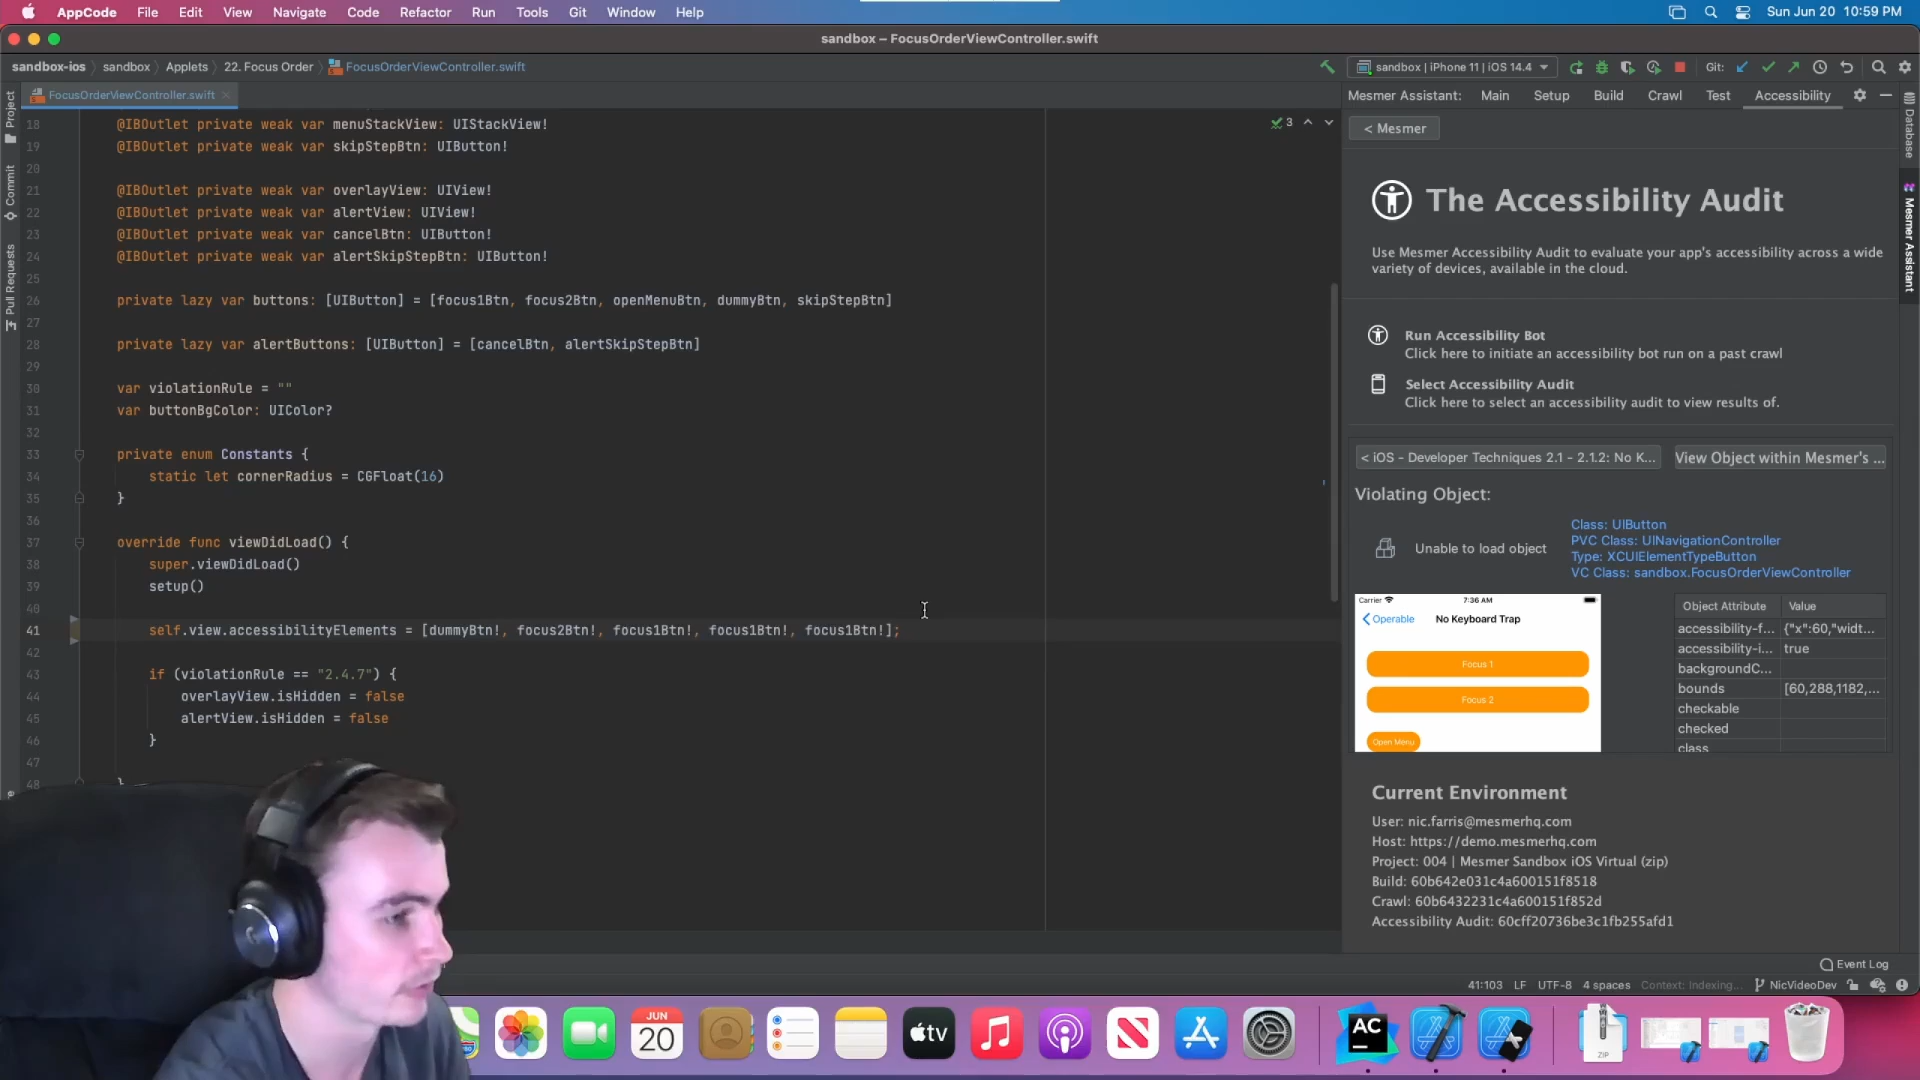 AppCode File Edit View Navigate Code Refactor Run Tools Git Window Help
Sun Jun 20 10:59 PM
sandbox – FocusOrderViewController.swift
sandbox-ios sandbox Applets 22. Focus Order FocusOrderViewController.swift
sandbox | iPhone 11 | iOS 14.4
Git:
FocusOrderViewController.swift
Mesmer Assistant: Main Setup Build Crawl Test Accessibility
Project
Commit
Pull Requests
Database
Mesmer Assistant
3
18 @IBOutlet private weak var menuStackView: UIStackView!
19 @IBOutlet private weak var skipStepBtn: UIButton!
20
21 @IBOutlet private weak var overlayView: UIView!
22 @IBOutlet private weak var alertView: UIView!
23 @IBOutlet private weak var cancelBtn: UIButton!
24 @IBOutlet private weak var alertSkipStepBtn: UIButton!
25
26 private lazy var buttons: [UIButton] = [focus1Btn, focus2Btn, openMenuBtn, dummyBtn, skipStepBtn]
27
28 private lazy var alertButtons: [UIButton] = [cancelBtn, alertSkipStepBtn]
29
30 var violationRule = ""
31 var buttonBgColor: UIColor?
32
33 private enum Constants {
34 static let cornerRadius = CGFloat(16)
35 }
36
37 override func viewDidLoad() {
38 super.viewDidLoad()
39 setup()
40
41 self.view.accessibilityElements = [dummyBtn!, focus2Btn!, focus1Btn!, focus1Btn!, focus1Btn!];
42
43 if (violationRule == "2.4.7") {
44 overlayView.isHidden = false
45 alertView.isHidden = false
46 }
47
48 }
< Mesmer
The Accessibility Audit
Use Mesmer Accessibility Audit to evaluate your app's accessibility across a wide
variety of devices, available in the cloud.
Run Accessibility Bot
Click here to initiate an accessibility bot run on a past crawl
Select Accessibility Audit
Click here to select an accessibility audit to view results of.
< iOS - Developer Techniques 2.1 - 2.1.2: No K...
View Object within Mesmer's ...
Violating Object:
Unable to load object
Class: UIButton
PVC Class: UINavigationController
Type: XCUIElementTypeButton
VC Class: sandbox.FocusOrderViewController
Carrier 7:36 AM
Operable No Keyboard Trap
Focus 1
Focus 2
Open Menu
Object Attribute Value
accessibility-f... {"x":60,"widt...
accessibility-i... true
backgroundC...
bounds [60,288,1182,...
checkable
checked
class
Current Environment
User: nic.farris@mesmerhq.com
Host: https://demo.mesmerhq.com
Project: 004 | Mesmer Sandbox iOS Virtual (zip)
Build: 60b642e031c4a600151f8518
Crawl: 60b6432231c4a600151f852d
Accessibility Audit: 60cff20736be3c1fb255afd1
Event Log
41:103 LF UTF-8 4 spaces Context: Indexing... NicVideoDev
JUN
20
tv
AC
ZIP